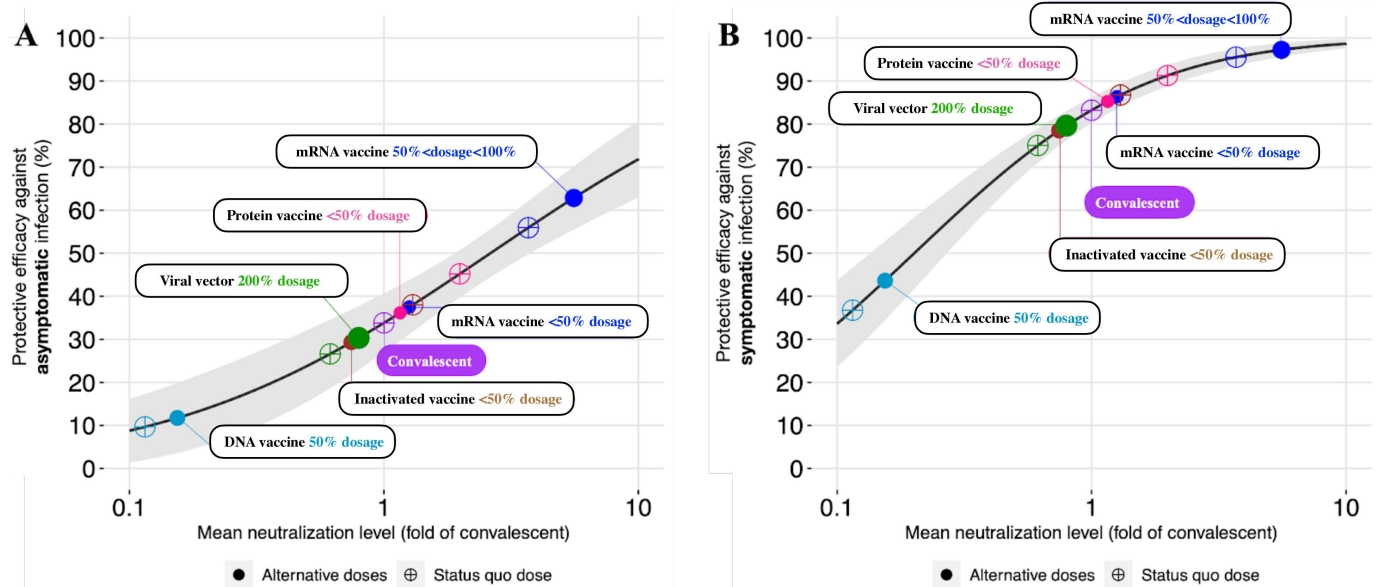 A
Protective efficacy against
asymptomatic infection (%)
100
90
80
70
60
50
40
30
20
10
0
mRNA vaccine 50%<dosage<100%
Protein vaccine <50% dosage
Viral vector 200% dosage
mRNA vaccine <50% dosage
Convalescent
Inactivated vaccine <50% dosage
DNA vaccine 50% dosage
0.1
1
10
Mean neutralization level (fold of convalescent)
Alternative doses
Status quo dose
B
Protective efficacy against
symptomatic infection (%)
100
90
80
70
60
50
40
30
20
10
0
mRNA vaccine 50%<dosage<100%
Protein vaccine <50% dosage
Viral vector 200% dosage
mRNA vaccine <50% dosage
Convalescent
Inactivated vaccine <50% dosage
DNA vaccine 50% dosage
0.1
1
10
Mean neutralization level (fold of convalescent)
Alternative doses
Status quo dose